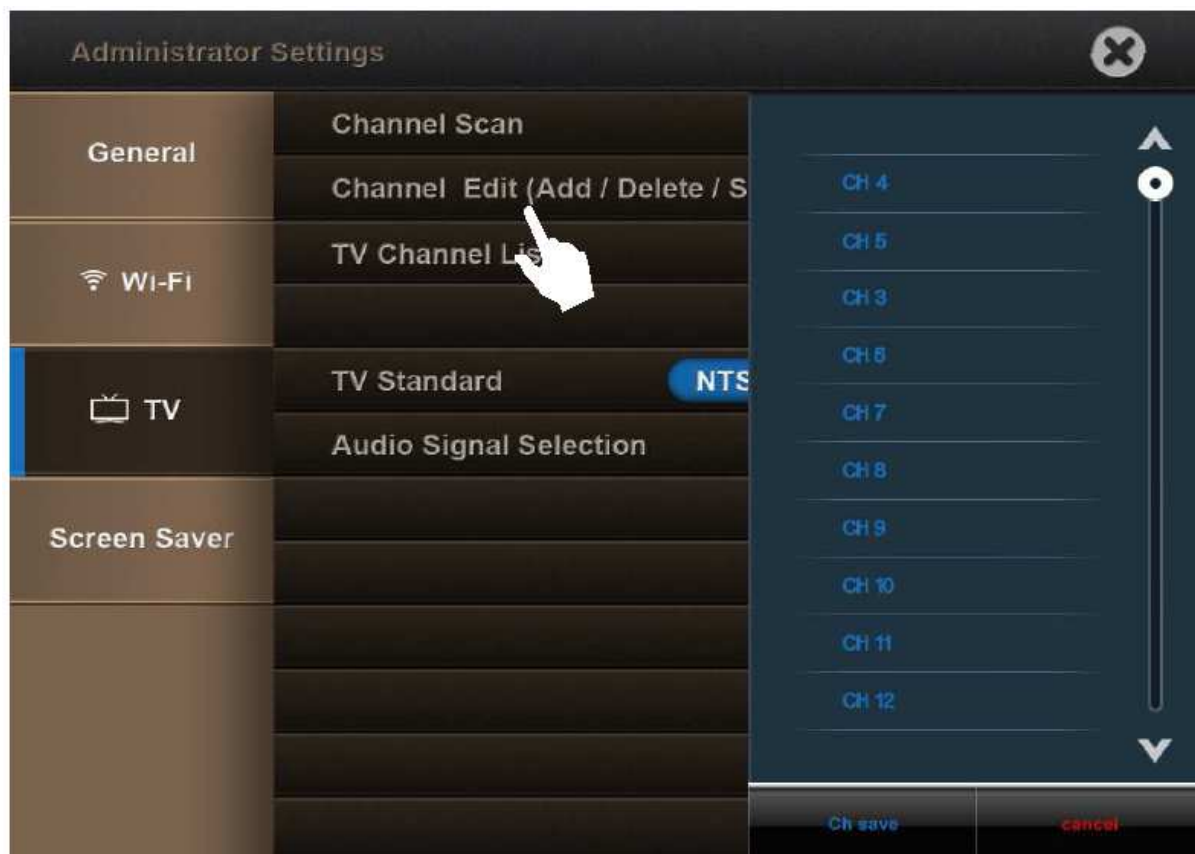 Administrator Settings
General
Wi-Fi
TV
Screen Saver
Channel Scan
Channel Edit (Add / Delete / S
TV Channel Lis
TV Standard
NTS
Audio Signal Selection
CH 4
CH 5
CH 3
CH 6
CH 7
CH 8
CH 9
CH 10
CH 11
CH 12
Ch save
cancel